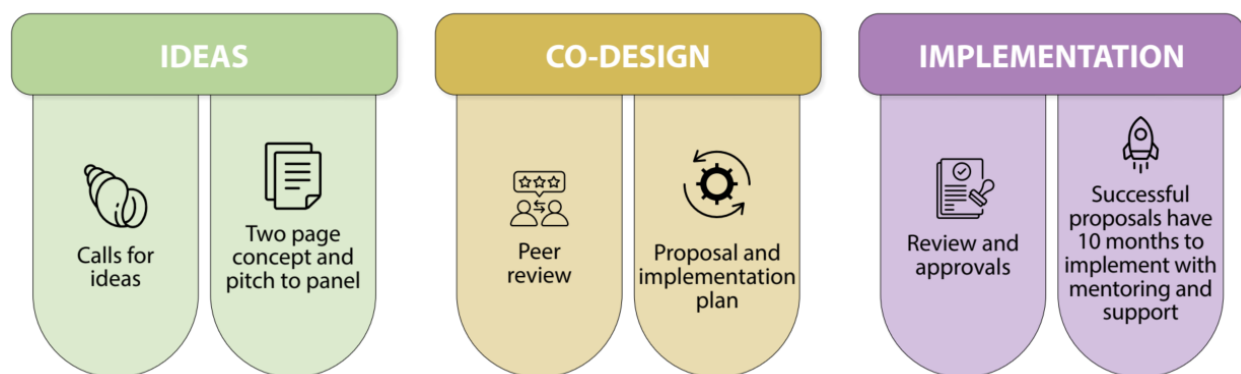 IDEAS
Calls for
ideas
Two page
concept and
pitch to panel
CO-DESIGN
Peer
review
Proposal and
implementation
plan
IMPLEMENTATION
Review and
approvals
Successful
proposals have
10 months to
implement with
mentoring and
support